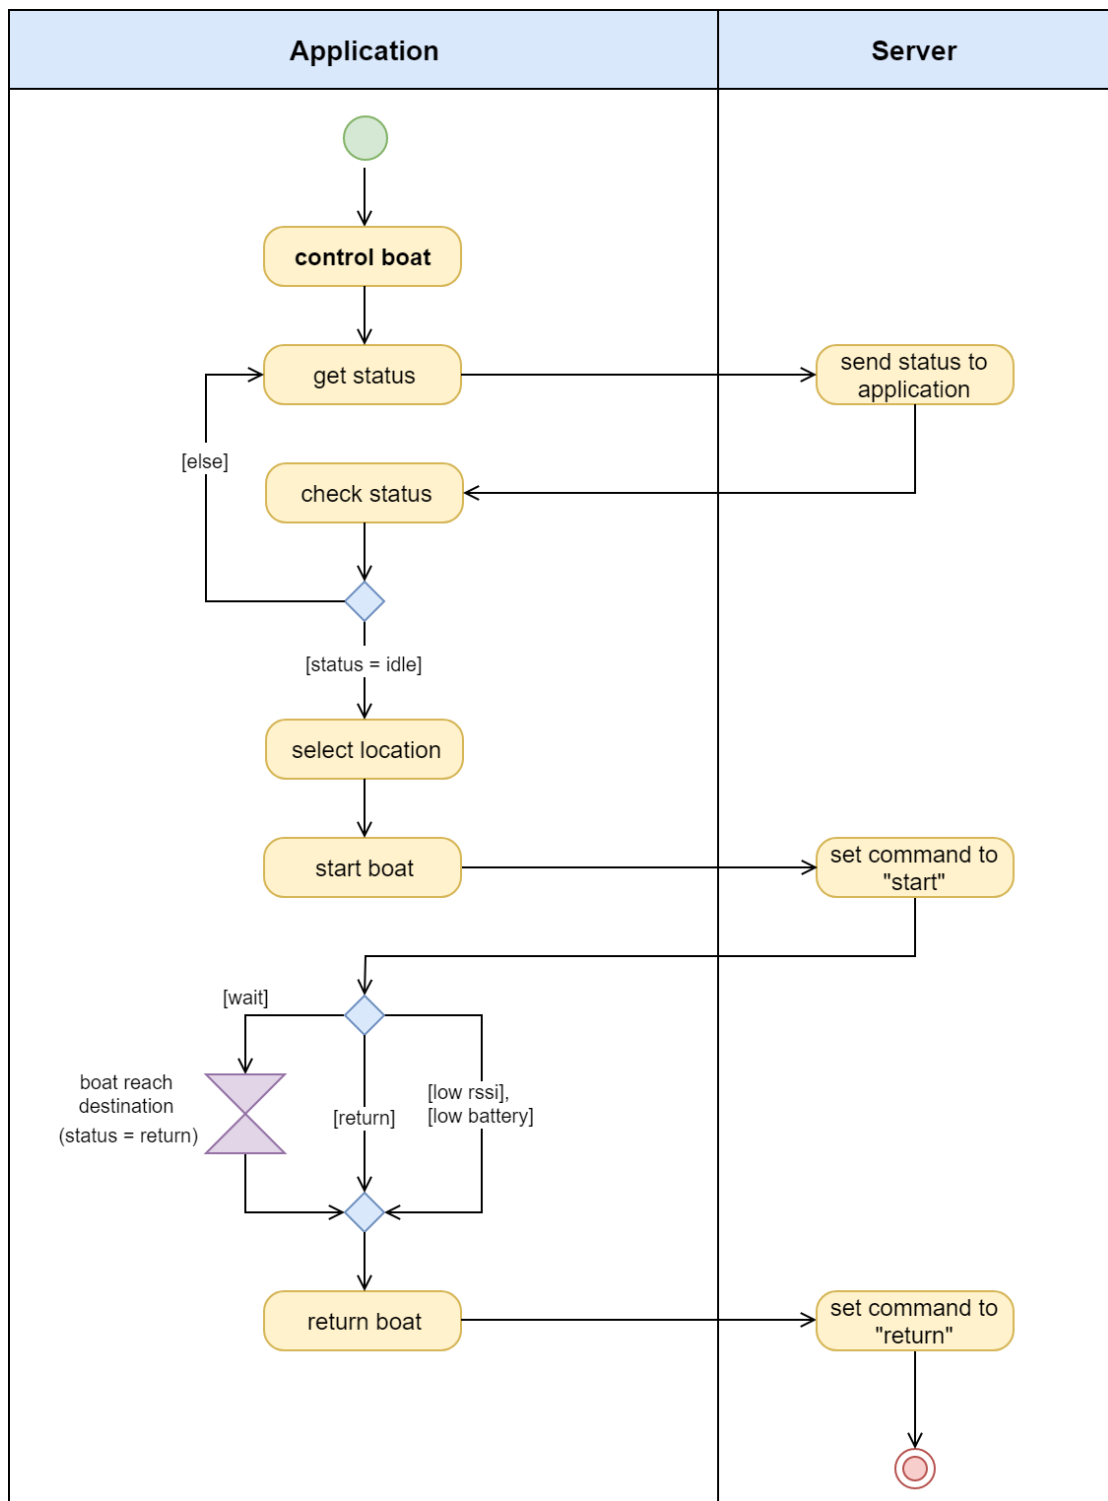 Application
Server
control boat
get status
send status to
application
[else]
check status
[status = idle]
select location
start boat
set command to
"start"
[wait]
boat reach
destination
(status = return)
[return]
[low rssi],
[low battery]
return boat
set command to
"return"